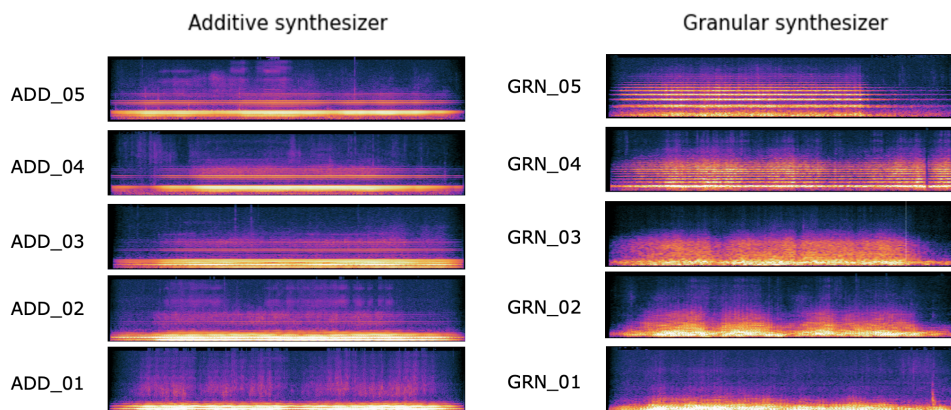 Additive synthesizer
ADD_05
ADD_04
ADD_03
ADD_02
ADD_01
Granular synthesizer
GRN_05
GRN_04
GRN_03
GRN_02
GRN_01